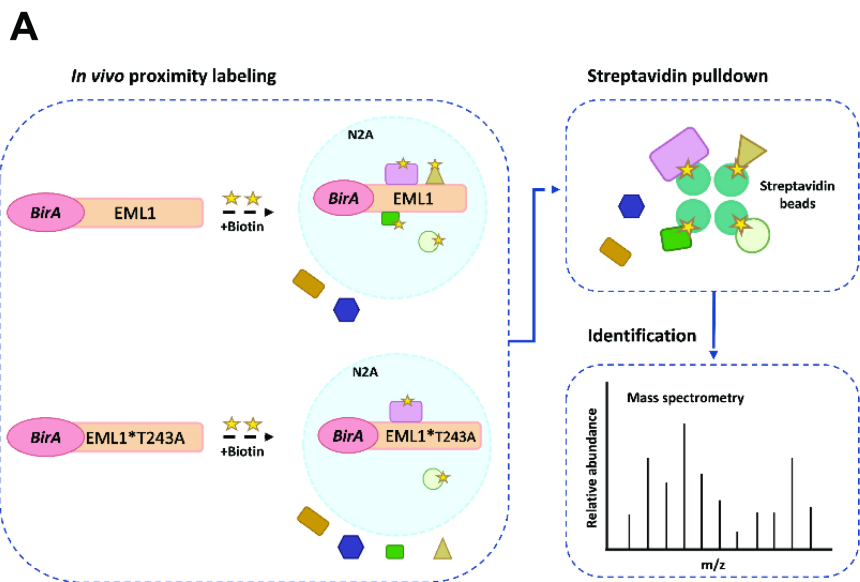 A
In vivo proximity labeling
Streptavidin pulldown
N2A
BirA
EML1
+Biotin
BirA
EML1
Streptavidin
beads
Identification
N2A
BirA
EML1*T243A
+Biotin
BirA
EML1*T243A
Mass spectrometry
Relative abundance
m/z